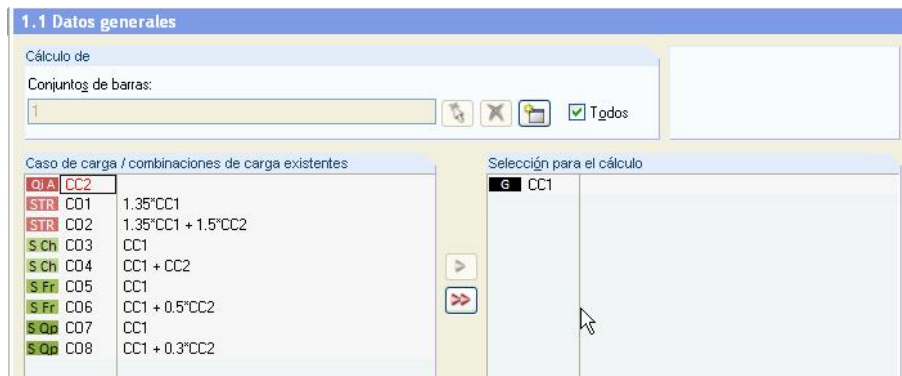 1.1 Datos generales
Cálculo de
Conjuntos de barras:
1
Todos
Caso de carga / combinaciones de carga existentes
Selección para el cálculo
Qi A CC2
G CC1
STR CO1 1.35*CC1
STR CO2 1.35*CC1 + 1.5*CC2
S Ch CO3 CC1
S Ch CO4 CC1 + CC2
>
S Fr CO5 CC1
S Fr CO6 CC1 + 0.5*CC2
>>
S Qp CO7 CC1
S Qp CO8 CC1 + 0.3*CC2